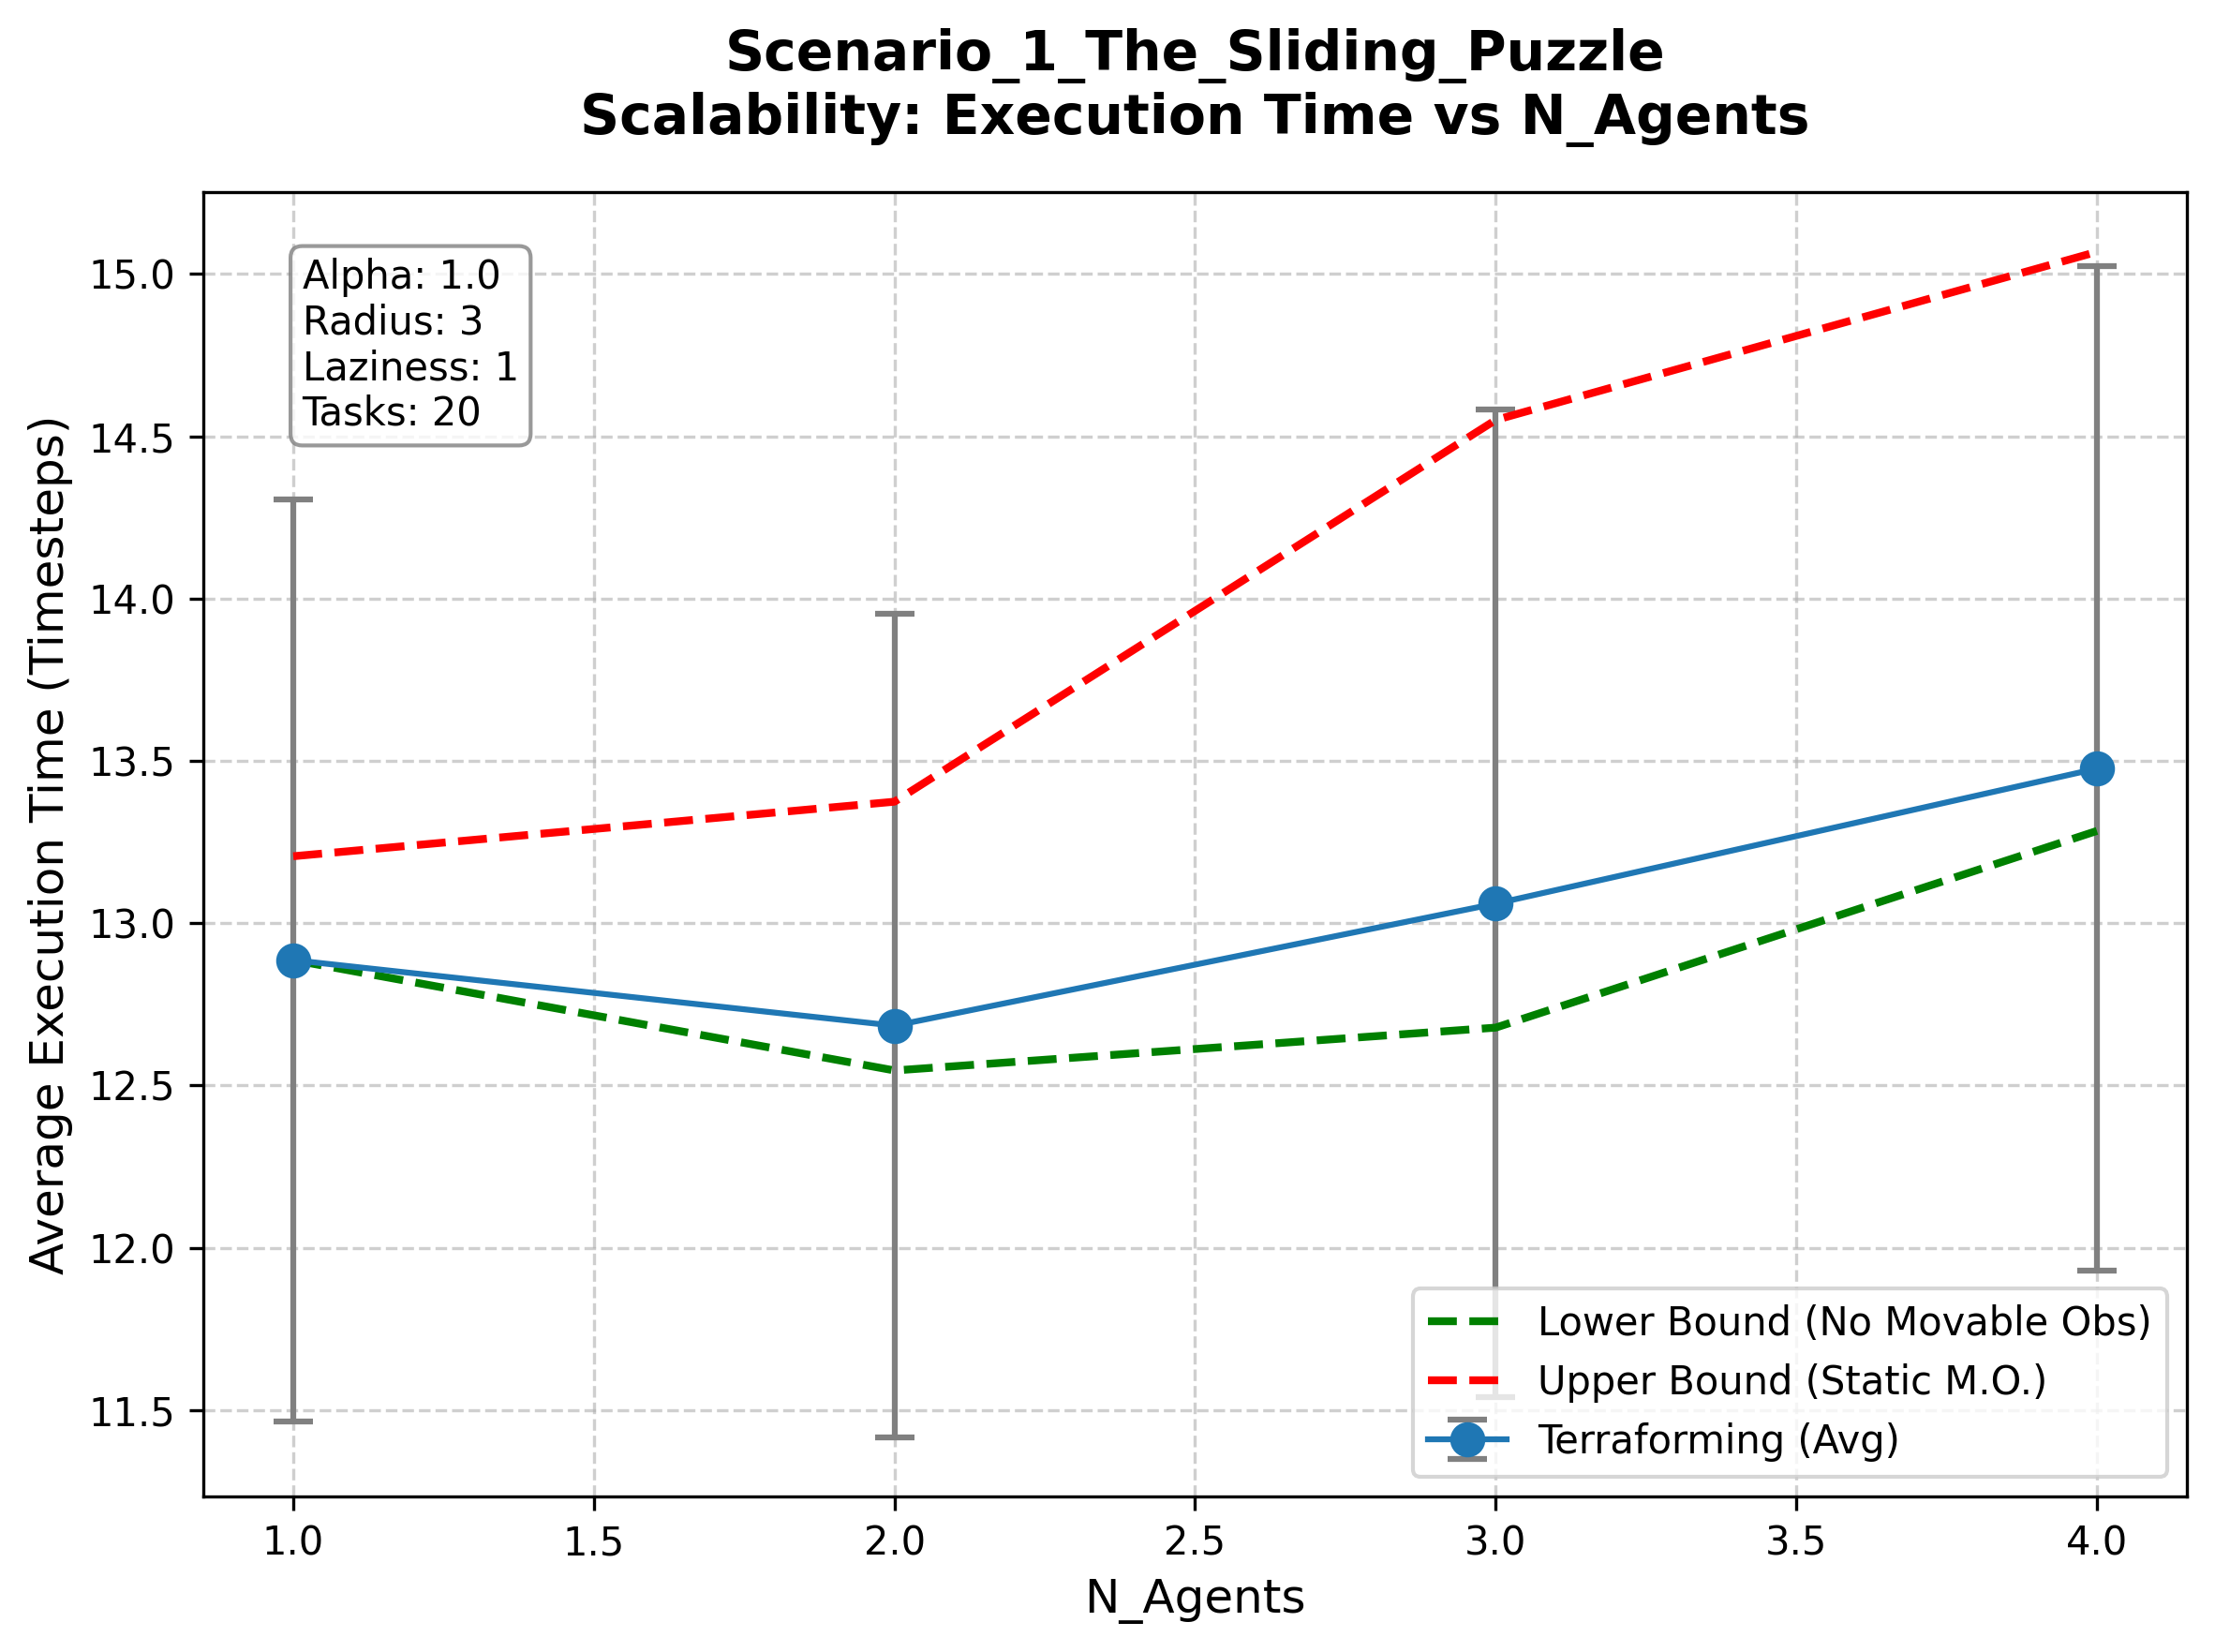 Scenario_1_The_Sliding_Puzzle
Scalability: Execution Time vs N_Agents
Alpha: 1.0
Radius: 3
Laziness: 1
Tasks: 20
Average Execution Time (Timesteps)
15.0
14.5
14.0
13.5
13.0
12.5
12.0
11.5
Lower Bound (No Movable Obs)
Upper Bound (Static M.O.)
Terraforming (Avg)
1.0 1.5 2.0 2.5 3.0 3.5 4.0
N_Agents